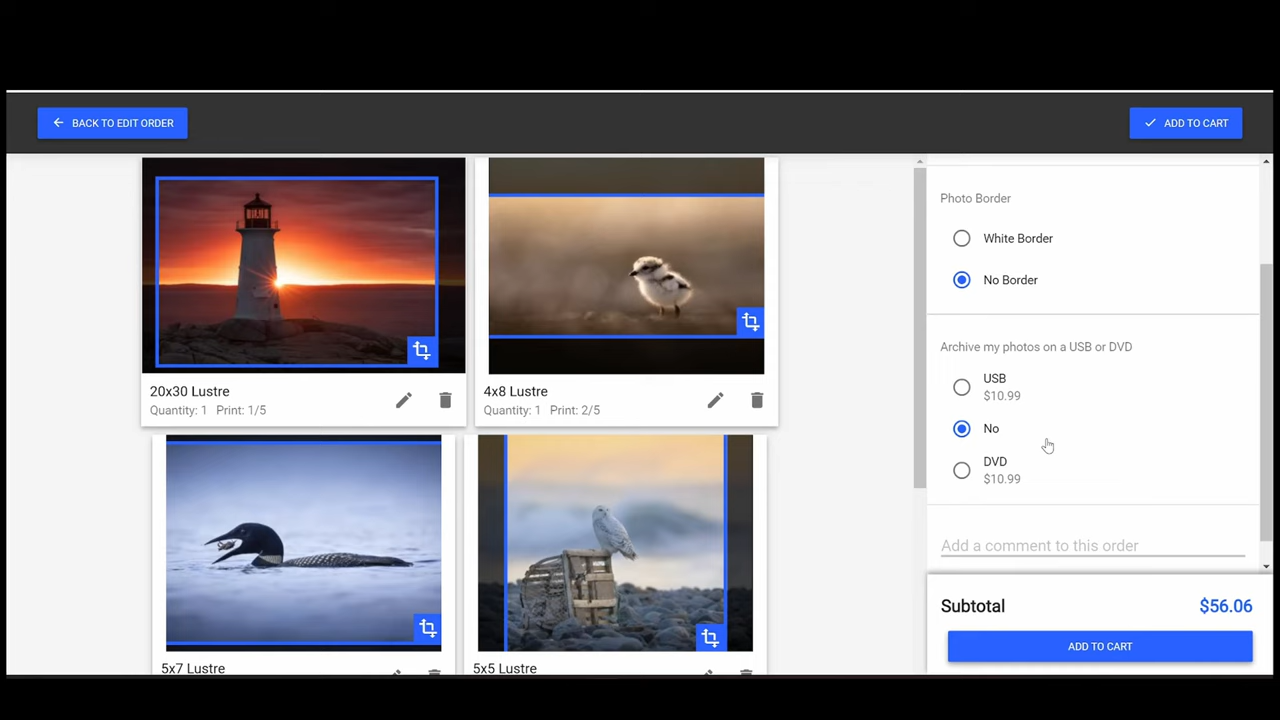 BACK TO EDIT ORDER
ADD TO CART
20x30 Lustre
Quantity: 1 Print: 1/5
4x8 Lustre
Quantity: 1 Print: 2/5
5x7 Lustre
5x5 Lustre
Photo Border
White Border
No Border
Archive my photos on a USB or DVD
USB
$10.99
No
DVD
$10.99
Add a comment to this order
Subtotal $56.06
ADD TO CART